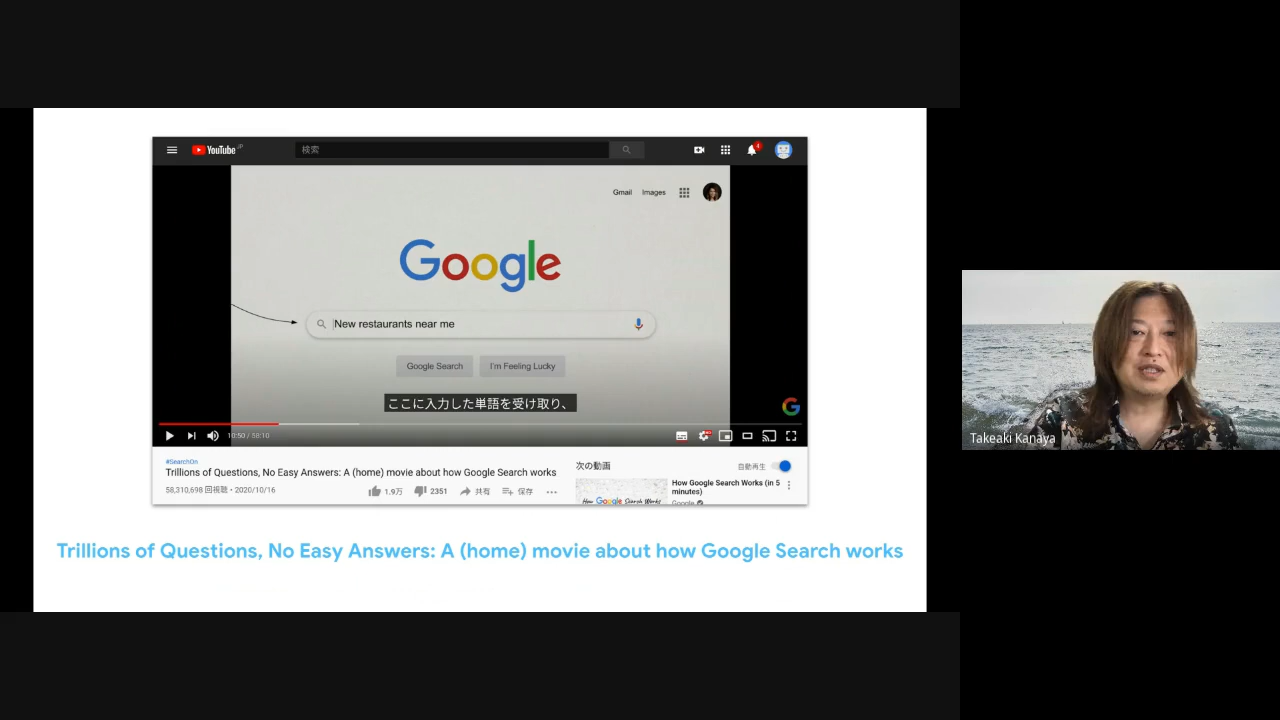 YouTube JP
検索
4
Gmail Images
Google
New restaurants near me
Google Search I'm Feeling Lucky
ここに入力した単語を受け取り、
10:50 / 58:10
#SearchOn
Trillions of Questions, No Easy Answers: A (home) movie about how Google Search works
58,310,698 回視聴・2020/10/16
1.9万 2351 共有 保存
次の動画 自動再生
How Google Search Works
How Google Search Works (in 5
minutes)
Google
Trillions of Questions, No Easy Answers: A (home) movie about how Google Search works
Takeaki Kanaya